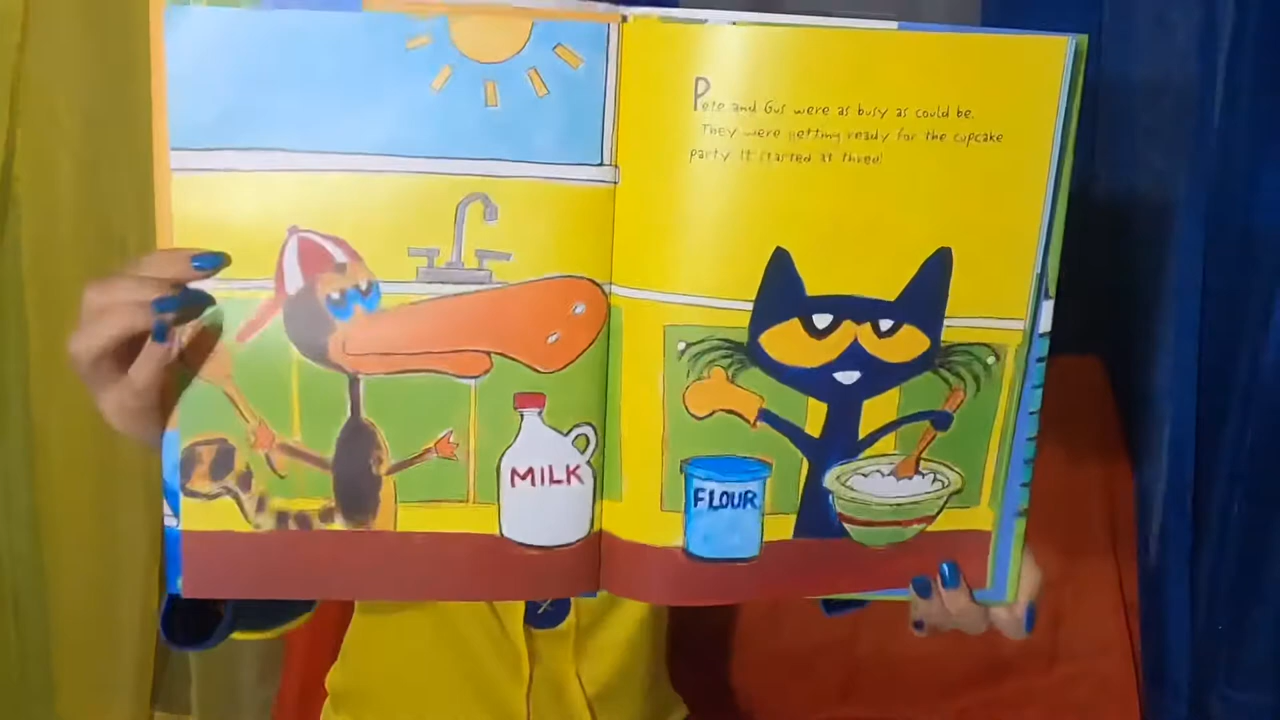 Pete and Gus were as busy as could be.
They were getting ready for the cupcake
party. It started at three!
MILK
FLOUR